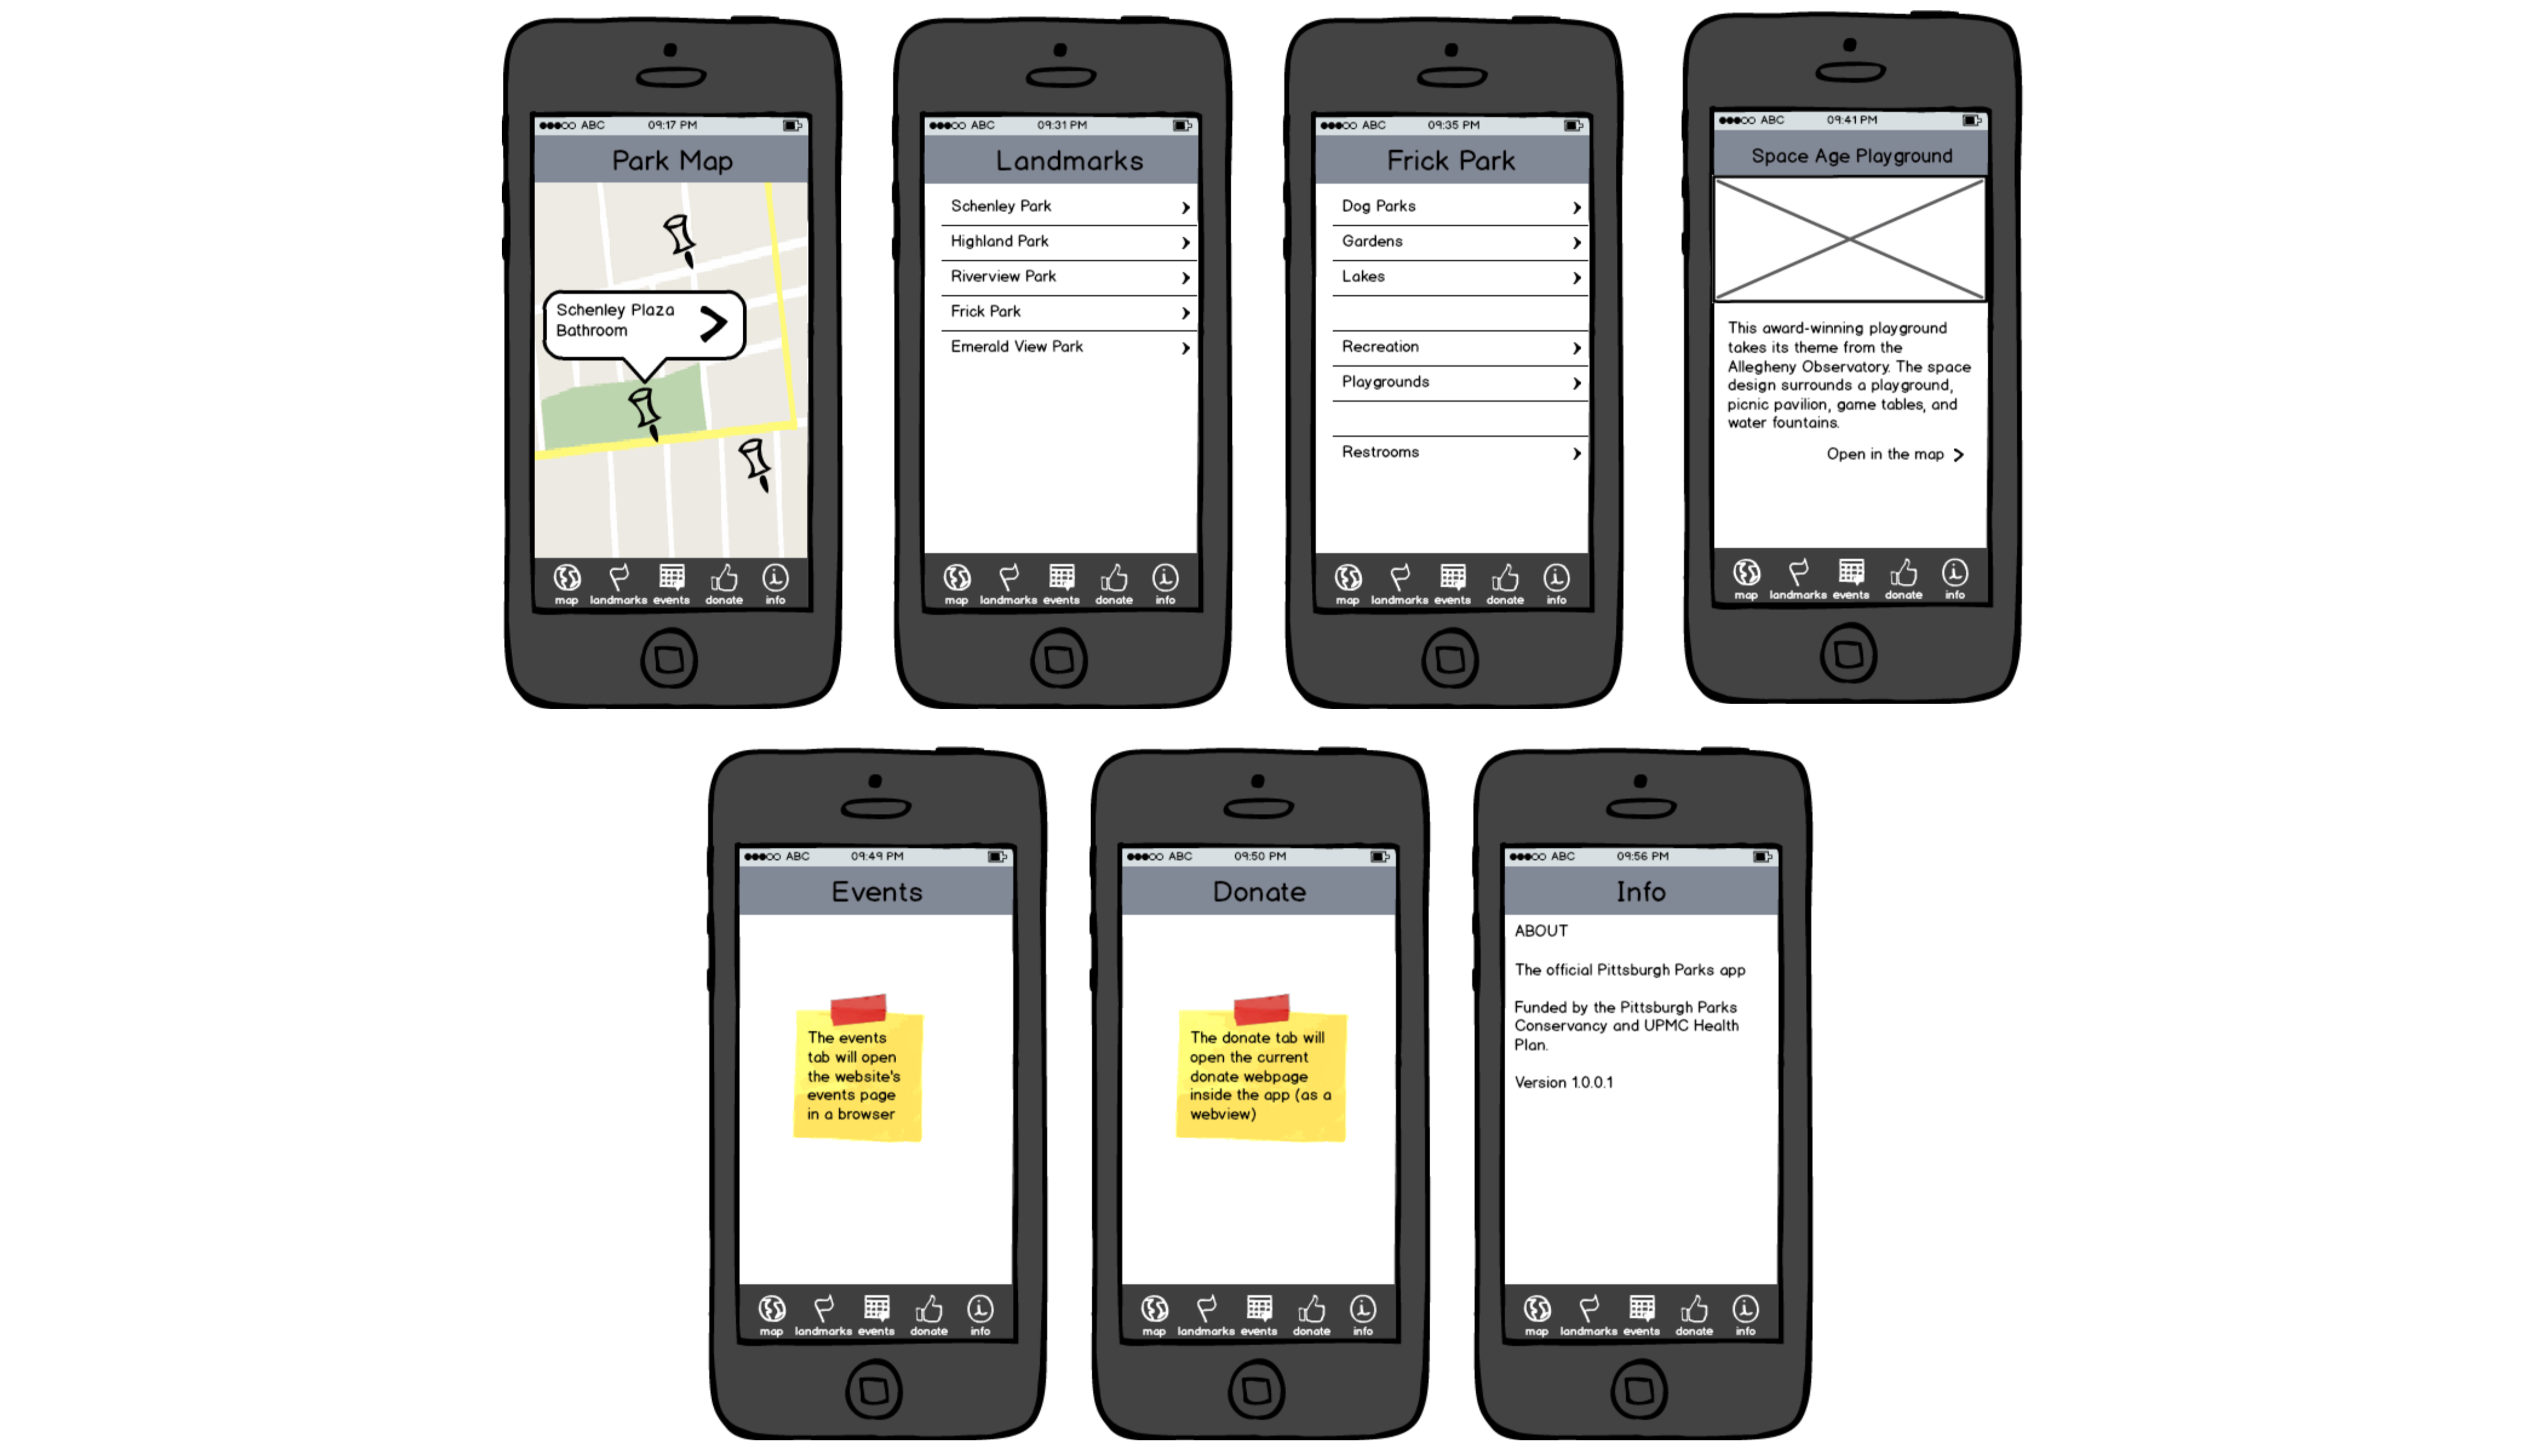 ABC 09:17 PM
Park Map
Schenley Plaza
Bathroom
map landmarks events donate info
ABC 09:31 PM
Landmarks
Schenley Park
Highland Park
Riverview Park
Frick Park
Emerald View Park
map landmarks events donate info
ABC 09:35 PM
Frick Park
Dog Parks
Gardens
Lakes
Recreation
Playgrounds
Restrooms
map landmarks events donate info
ABC 09:41 PM
Space Age Playground
This award-winning playground
takes its theme from the
Allegheny Observatory. The space
design surrounds a playground,
picnic pavilion, game tables, and
water fountains.
Open in the map
map landmarks events donate info
ABC 09:49 PM
Events
The events
tab will open
the website's
events page
in a browser
map landmarks events donate info
ABC 09:50 PM
Donate
The donate tab will
open the current
donate webpage
inside the app (as a
webview)
map landmarks events donate info
ABC 09:56 PM
Info
ABOUT
The official Pittsburgh Parks app
Funded by the Pittsburgh Parks
Conservancy and UPMC Health
Plan.
Version 1.0.0.1
map landmarks events donate info